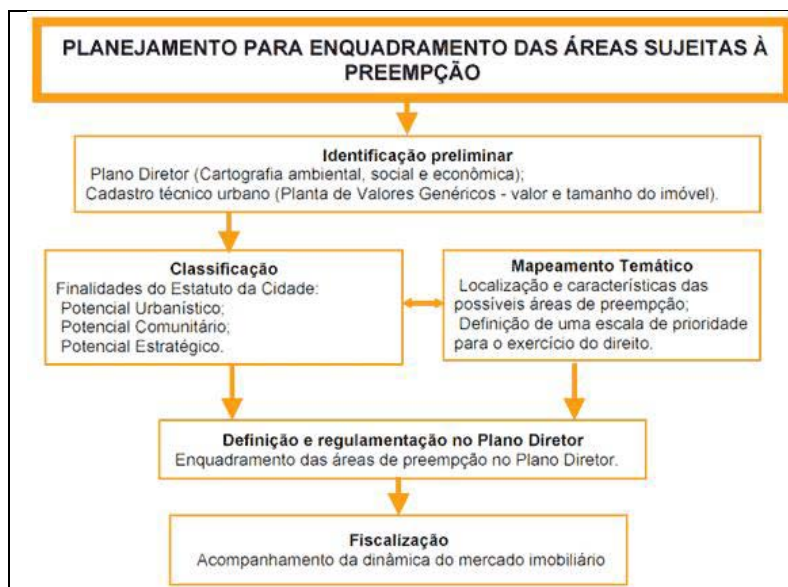 PLANEJAMENTO PARA ENQUADRAMENTO DAS ÁREAS SUJEITAS À
PREEMPÇÃO
Identificação preliminar
Plano Diretor (Cartografia ambiental, social e econômica);
Cadastro técnico urbano (Planta de Valores Genéricos - valor e tamanho do imóvel).
Classificação
Finalidades do Estatuto da Cidade:
Potencial Urbanístico;
Potencial Comunitário;
Potencial Estratégico.
Mapeamento Temático
Localização e características das
possíveis áreas de preempção;
Definição de uma escala de prioridade
para o exercício do direito.
Definição e regulamentação no Plano Diretor
Enquadramento das áreas de preempção no Plano Diretor.
Fiscalização
Acompanhamento da dinâmica do mercado imobiliário